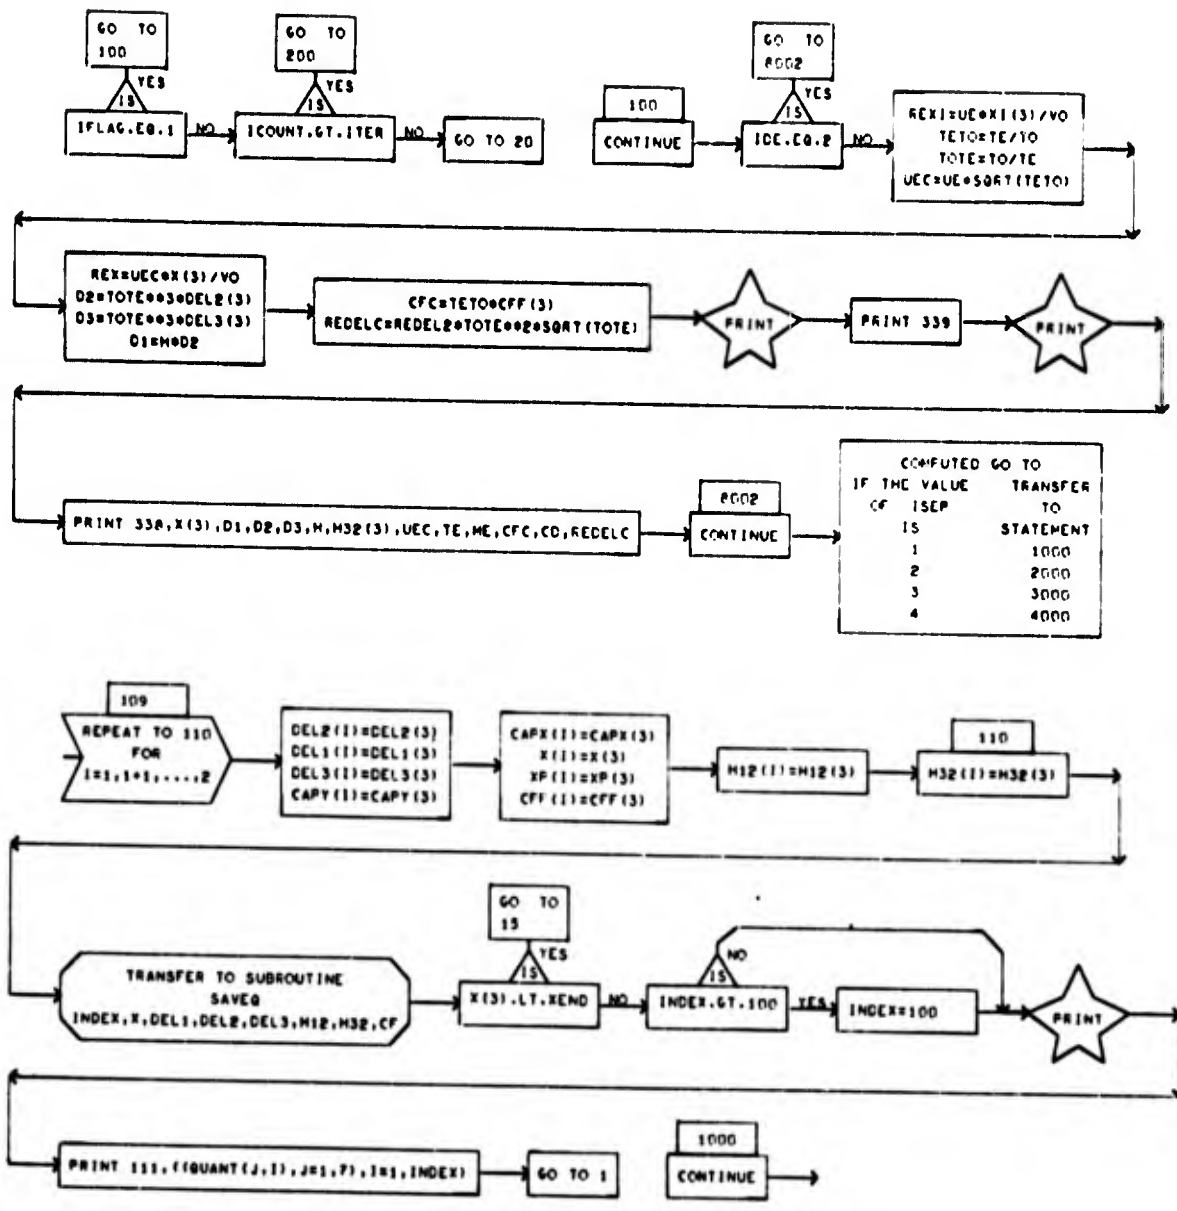 GO TO
100
YES
IS
IFLAG.EQ.1
NO
GO TO
200
YES
IS
ICOUNT.GT.ITER
NO
GO TO 20
100
CONTINUE
GO TO
8002
YES
IS
IDE.EQ.2
NO
REXI=UE*XI(3)/VO
TETO=TE/TO
TOTE=TO/TE
UEC=UE*SQRT(TETO)
REX=UEC*X(3)/VO
D2=TOTE**3*DEL2(3)
D3=TOTE**3*DEL3(3)
D1=H*D2
CFC=TETO*CFF(3)
REDELC=REDEL2*TOTE**2*SQRT(TOTE)
PRINT
PRINT 339
PRINT
PRINT 338,X(3),D1,D2,D3,H,H32(3),UEC,TE,ME,CFC,CD,REDELC
8002
CONTINUE
COMPUTED GO TO
IF THE VALUE TRANSFER
OF ISEP TO
IS STATEMENT
1 1000
2 2000
3 3000
4 4000
109
REPEAT TO 110
FOR
I=1,1+1,...,2
DEL2(I)=DEL2(3)
DEL1(I)=DEL1(3)
DEL3(I)=DEL3(3)
CAPY(I)=CAPY(3)
CAPX(I)=CAPX(3)
X(I)=X(3)
XP(I)=XP(3)
CFF(I)=CFF(3)
H12(I)=H12(3)
110
H32(I)=H32(3)
TRANSFER TO SUBROUTINE
SAVEQ
INDEX,X,DEL1,DEL2,DEL3,H12,H32,CF
GO TO
15
YES
IS
X(3).LT.XEND
NO
NO
IS
INDEX.GT.100
YES
INDEX=100
PRINT
PRINT 111,((QUANT(J,I),J=1,7),I=1,INDEX)
GO TO 1
1000
CONTINUE